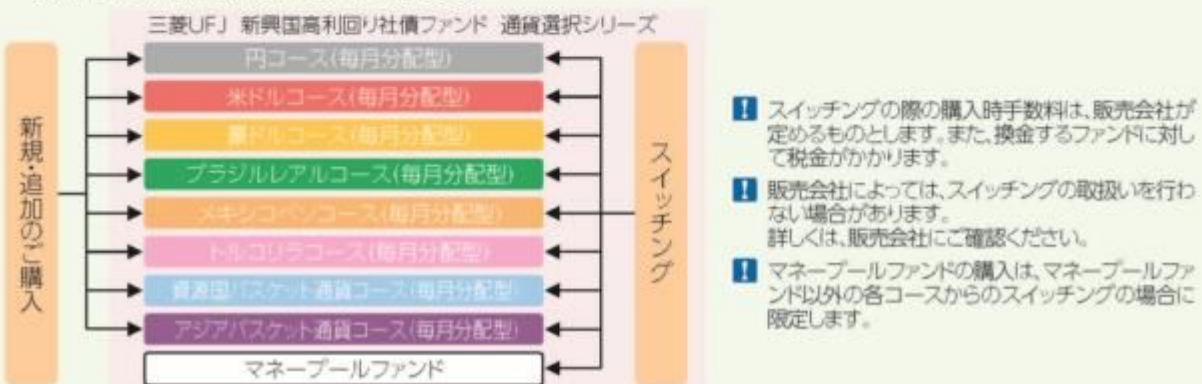 三菱UFJ 新興国高利回り社債ファンド 通貨選択シリーズ
新規・追加のご購入
円コース(毎月分配型)
米ドルコース(毎月分配型)
豪ドルコース(毎月分配型)
ブラジルレアルコース(毎月分配型)
メキシコペソコース(毎月分配型)
トルコリラコース(毎月分配型)
資源国バスケット通貨コース(毎月分配型
アジアバスケット通貨コース(毎月分配型)
マネープールファンド
スイッチング
! スイッチングの際の購入時手数料は、販売会社が
定めるものとします。また、換金するファンドに対し
て税金がかかります。
! 販売会社によっては、スイッチングの取扱いを行わ
ない場合があります。
詳しくは、販売会社にご確認ください。
! マネープールファンドの購入は、マネープールファ
ンド以外の各コースからのスイッチングの場合に
限定します。